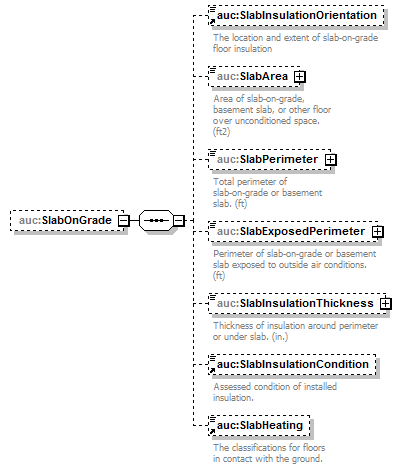 auc:SlabInsulationOrientation
The location and extent of slab-on-grade
floor insulation
auc:SlabArea
Area of slab-on-grade,
basement slab, or other floor
over unconditioned space.
(ft2)
auc:SlabPerimeter
Total perimeter of
slab-on-grade or basement
slab. (ft)
auc:SlabOnGrade
auc:SlabExposedPerimeter
Perimeter of slab-on-grade or basement
slab exposed to outside air conditions.
(ft)
auc:SlabInsulationThickness
Thickness of insulation around perimeter
or under slab. (in.)
auc:SlabInsulationCondition
Assessed condition of installed
insulation.
auc:SlabHeating
The classifications for floors
in contact with the ground.